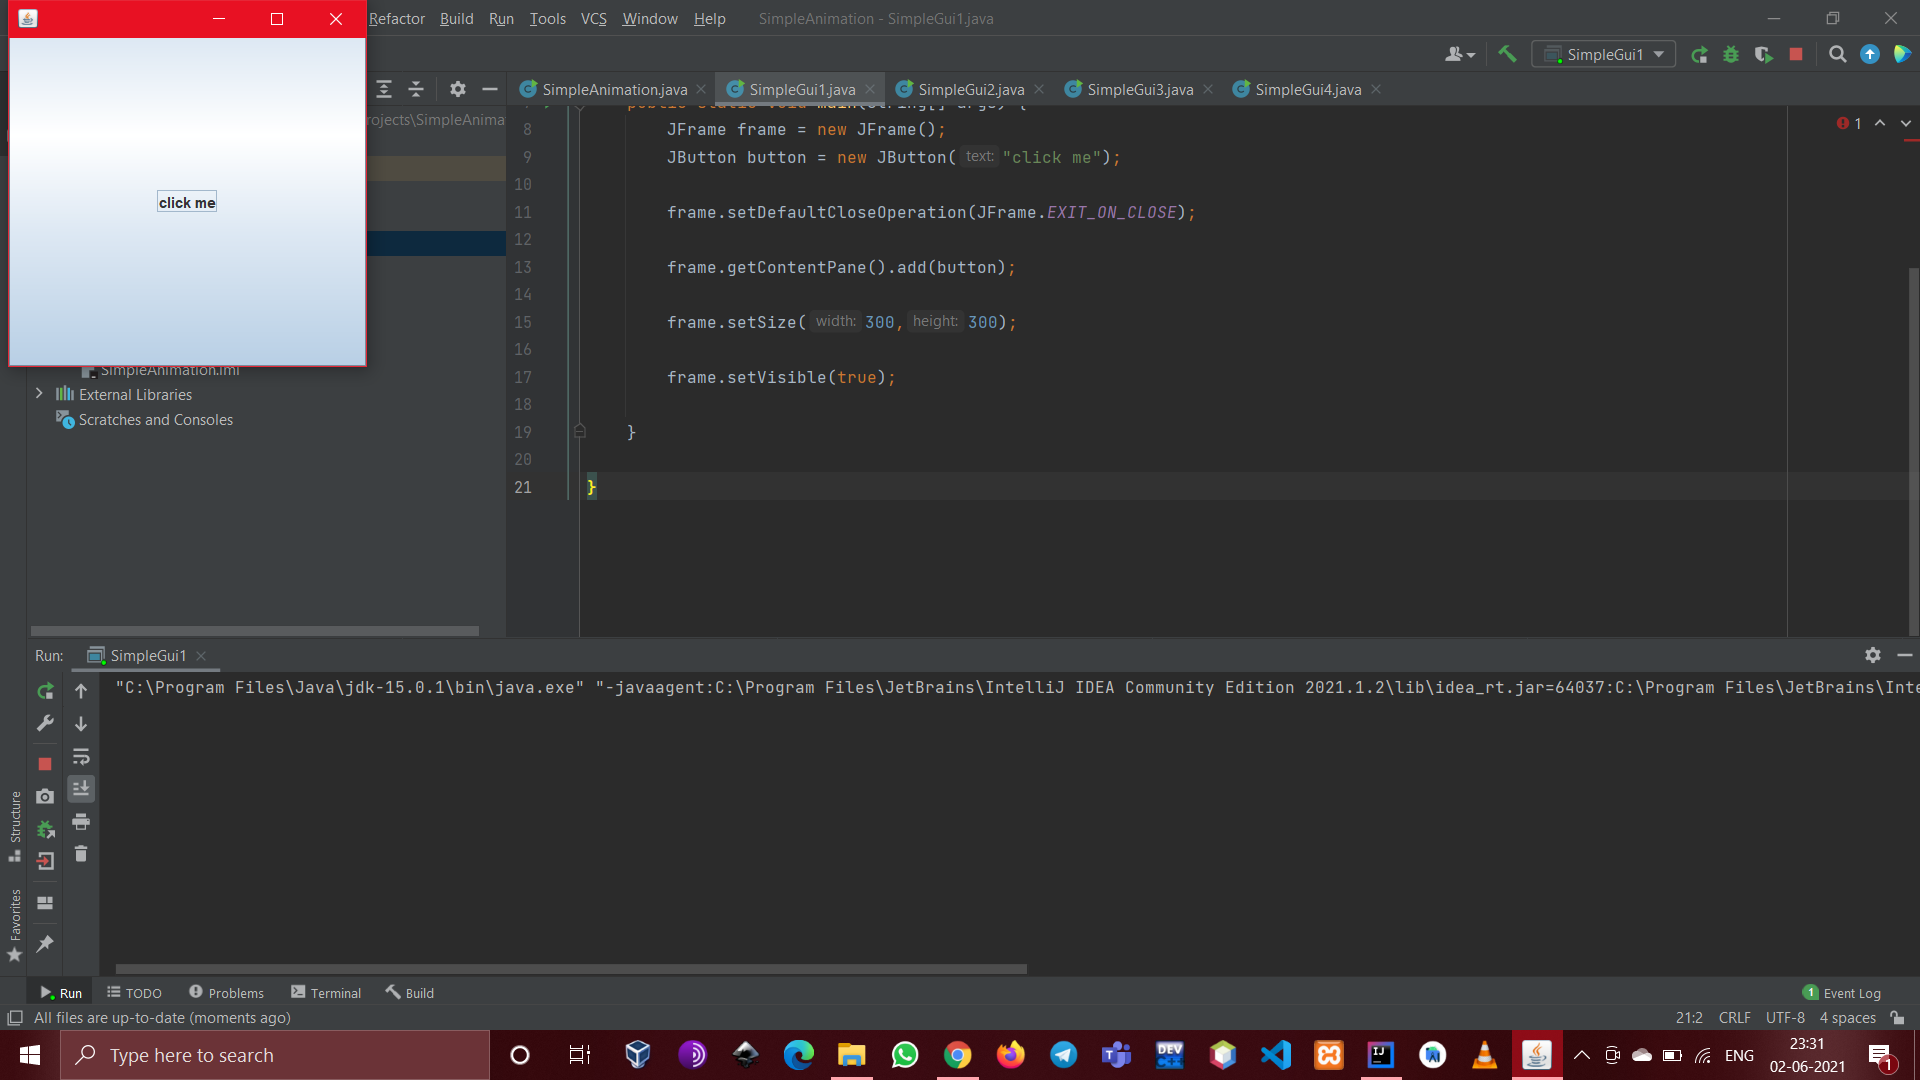 Refactor Build Run Tools VCS Window Help SimpleAnimation - SimpleGui1.java
SimpleGui1
SimpleAnimation.java SimpleGui1.java SimpleGui2.java SimpleGui3.java SimpleGui4.java
click me
rojects\SimpleAnima
SimpleAnimation.iml
External Libraries
Scratches and Consoles
1
public static void main(String[] args) {
8 JFrame frame = new JFrame();
9 JButton button = new JButton( text: "click me");
10
11 frame.setDefaultCloseOperation(JFrame.EXIT_ON_CLOSE);
12
13 frame.getContentPane().add(button);
14
15 frame.setSize( width: 300, height: 300);
16
17 frame.setVisible(true);
18
19 }
20
21 }
Run: SimpleGui1
"C:\Program Files\Java\jdk-15.0.1\bin\java.exe" "-javaagent:C:\Program Files\JetBrains\IntelliJ IDEA Community Edition 2021.1.2\lib\idea_rt.jar=64037:C:\Program Files\JetBrains\Inte
Structure
Favorites
Run TODO Problems Terminal Build 1 Event Log
All files are up-to-date (moments ago) 21:2 CRLF UTF-8 4 spaces
Type here to search
DEV
C++
IJ
ENG
23:31
02-06-2021
1